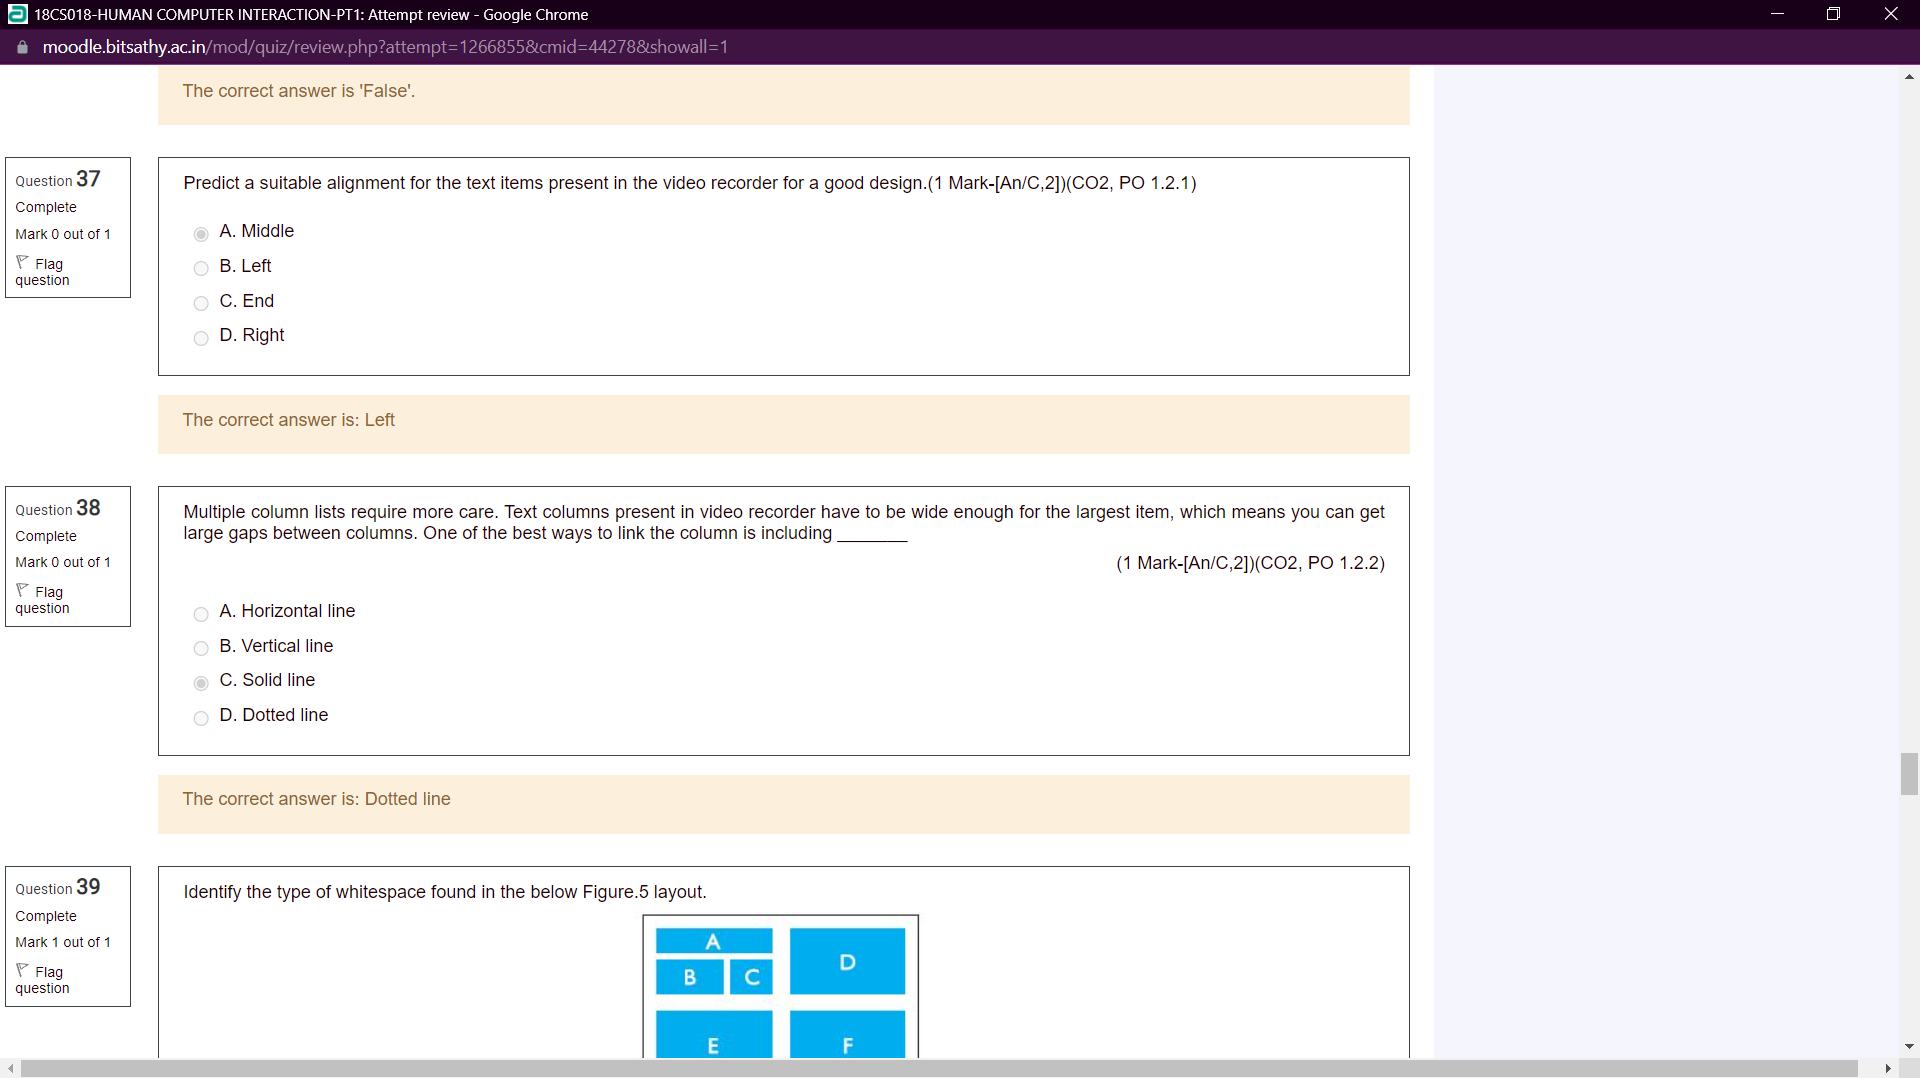 18CS018-HUMAN COMPUTER INTERACTION-PT1: Attempt review - Google Chrome
moodle.bitsathy.ac.in/mod/quiz/review.php?attempt=1266855&cmid=44278&showall=1
The correct answer is 'False'.
Question 37
Complete
Mark 0 out of 1
Flag
question
Predict a suitable alignment for the text items present in the video recorder for a good design.(1 Mark-[An/C,2])(CO2, PO 1.2.1)
A. Middle
B. Left
C. End
D. Right
The correct answer is: Left
Question 38
Complete
Mark 0 out of 1
Flag
question
Multiple column lists require more care. Text columns present in video recorder have to be wide enough for the largest item, which means you can get
large gaps between columns. One of the best ways to link the column is including _______
(1 Mark-[An/C,2])(CO2, PO 1.2.2)
A. Horizontal line
B. Vertical line
C. Solid line
D. Dotted line
The correct answer is: Dotted line
Question 39
Complete
Mark 1 out of 1
Flag
question
Identify the type of whitespace found in the below Figure.5 layout.
A
B C
D
E
F